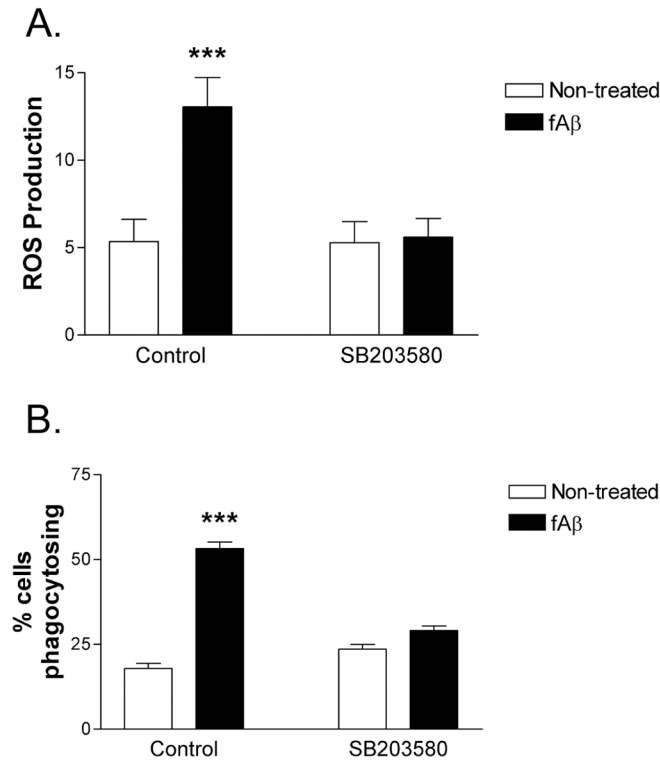 A.
***
15
10
5
0
ROS Production
Control
SB203580
Non-treated
fAβ
B.
75
50
25
0
% cells
phagocytosing
***
Control
SB203580
Non-treated
fAβ